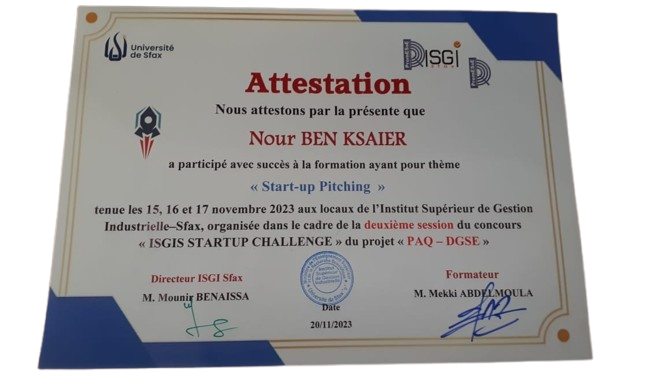 Université
de Sfax
ISGI
SFAX
Attestation
Nous attestons par la présente que
Nour BEN KSAIER
a participé avec succès à la formation ayant pour thème
« Start-up Pitching »
tenue les 15, 16 et 17 novembre 2023 aux locaux de l'Institut Supérieur de Gestion
Industrielle–Sfax, organisée dans le cadre de la deuxième session du concours
« ISGIS STARTUP CHALLENGE » du projet « PAQ – DGSE »
Directeur ISGI Sfax
Formateur
M. Mounir BENAISSA
M. Mekki ABDELMOULA
Date
20/11/2023